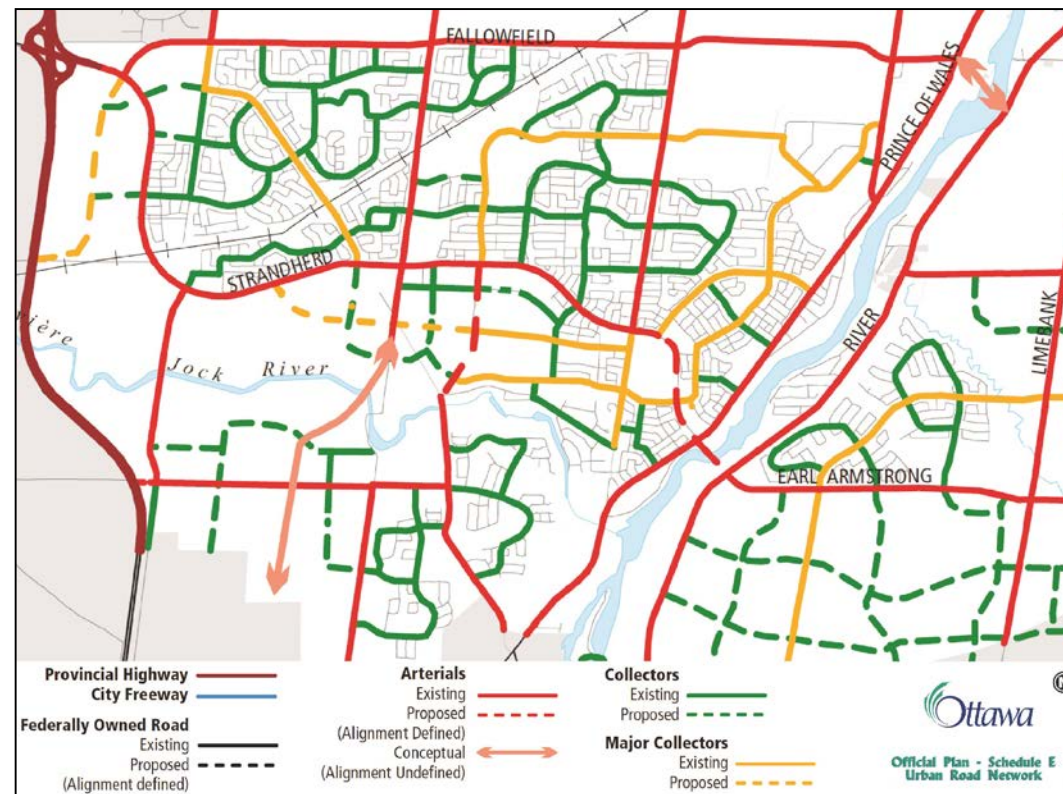 FALLOWFIELD
PRINCE OF WALES
STRANDHERD
RIVER
LIMEBANK
ivière
Jock River
EARL ARMSTRONG
Provincial Highway
City Freeway
Federally Owned Road
Existing
Proposed
(Alignment defined)
Arterials
Existing
Proposed
(Alignment Defined)
Conceptual
(Alignment Undefined)
Collectors
Existing
Proposed
Major Collectors
Existing
Proposed
Ottawa
Official Plan - Schedule E
Urban Road Network